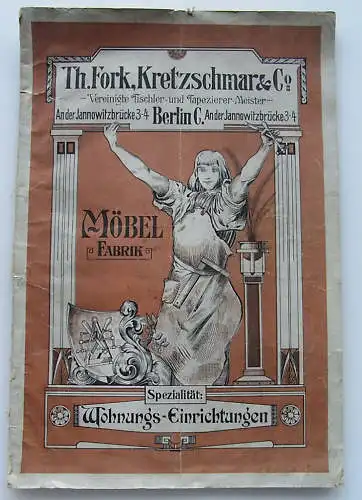 Th. Fork, Kretzschmar & Co
Vereinigte Tischler- und Tapezierer-Meister
An der Jannowitzbrücke 3-4 Berlin C, An der Jannowitzbrücke 3-4
MÖBEL
FABRIK
Spezialität:
Wohnungs-Einrichtungen